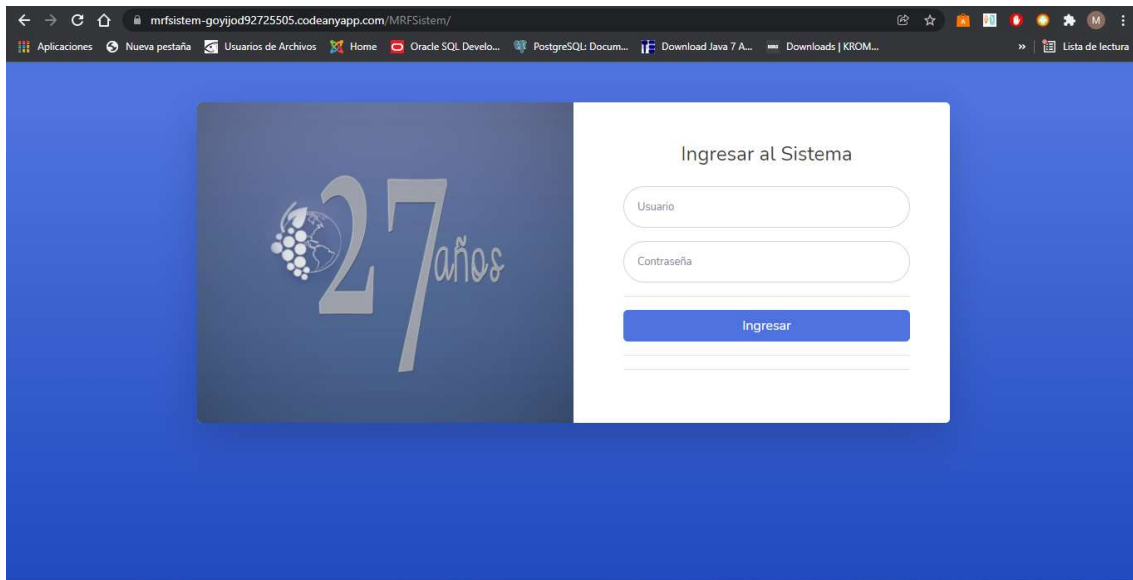 mrfsistem-goyijod92725505.codeanyapp.com/MRFSistem/
M
Aplicaciones Nueva pestaña Usuarios de Archivos Home Oracle SQL Develo... PostgreSQL: Docum... Download Java 7 A... Downloads | KROM... » Lista de lectura
27 años
Ingresar al Sistema
Usuario
Contraseña
Ingresar